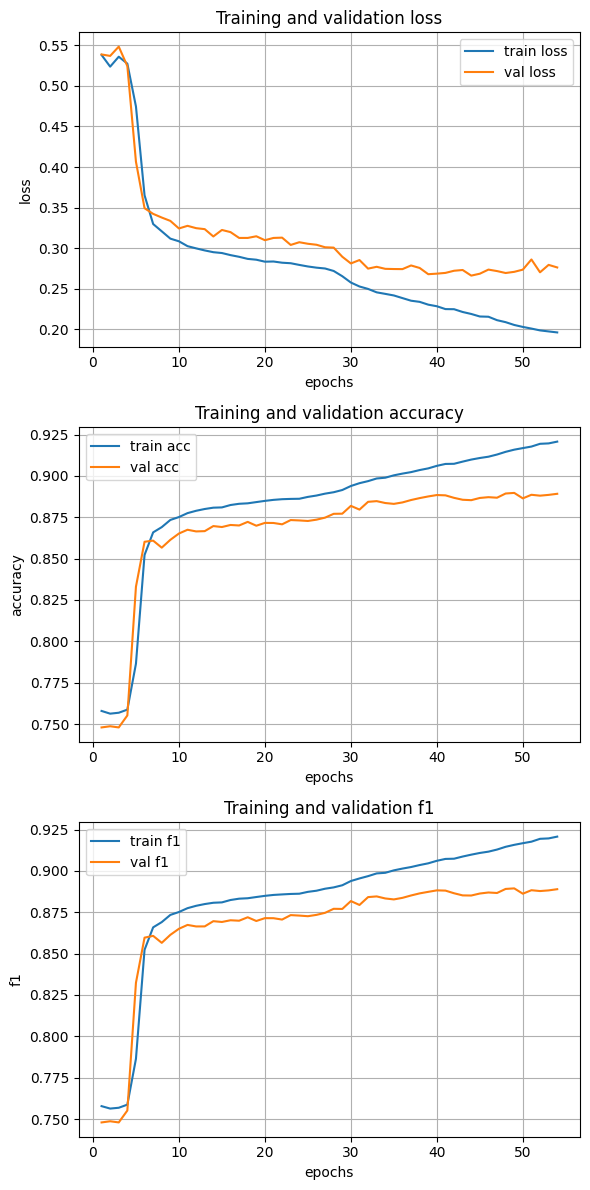 Training and validation loss
0.55
0.50
0.45
0.40
0.35
0.30
0.25
0.20
loss
train loss
val loss
0 10 20 30 40 50
epochs
Training and validation accuracy
0.925
0.900
0.875
0.850
0.825
0.800
0.775
0.750
accuracy
train acc
val acc
0 10 20 30 40 50
epochs
Training and validation f1
0.925
0.900
0.875
0.850
0.825
0.800
0.775
0.750
f1
train f1
val f1
0 10 20 30 40 50
epochs